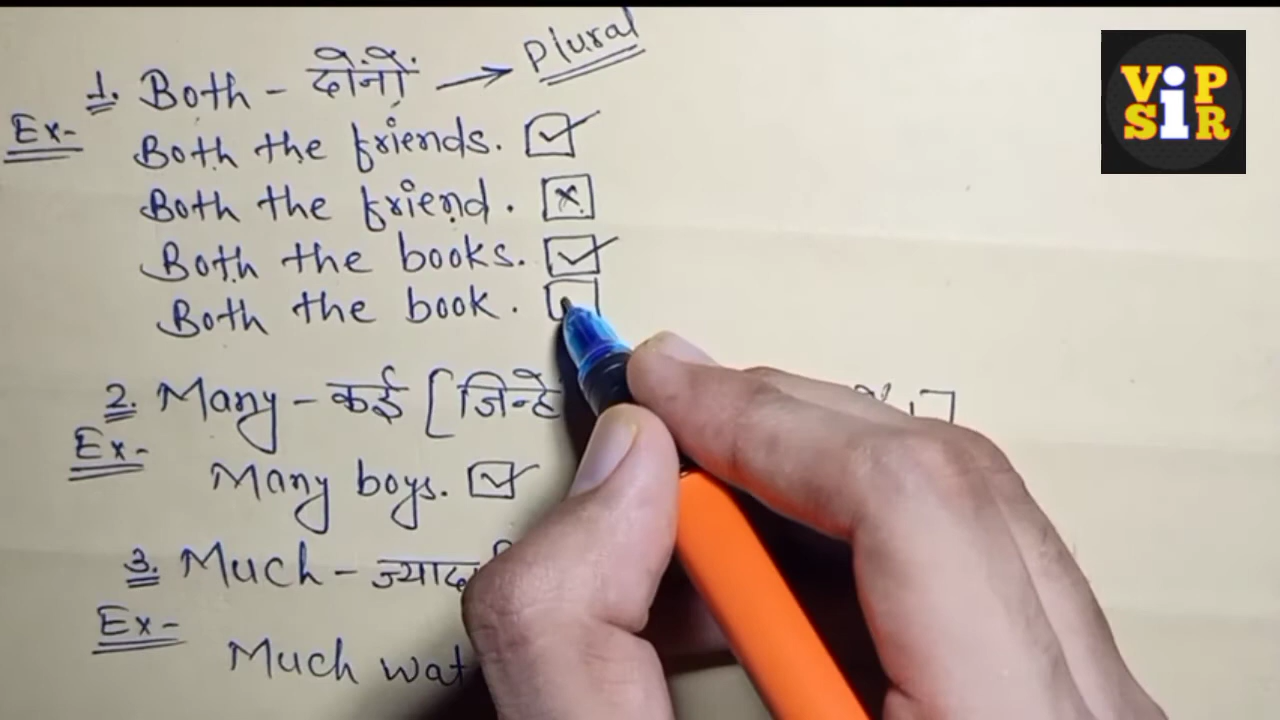 1. Both - दोनों → Plural
Ex-
Both the friends. ☑
Both the friend. ☒
Both the books. ☑
Both the book.
2. Many - कई [जिन्हे
Ex-
Many boys. ☑
3. Much -
Ex-
Much
ViP
SiR